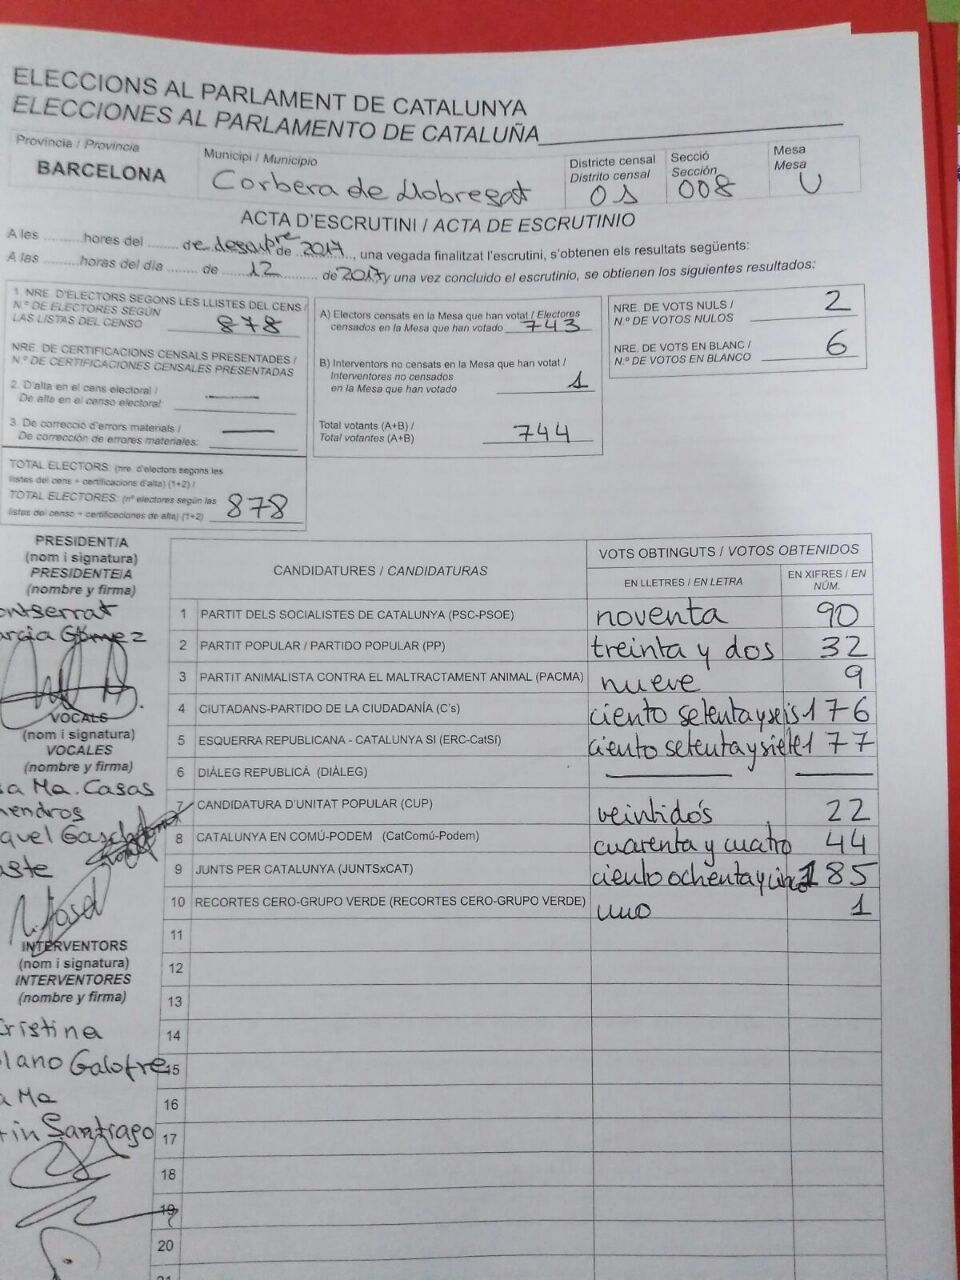 ELECCIONS AL PARLAMENT DE CATALUNYA
ELECCIONES AL PARLAMENTO DE CATALUÑA
Provincia / Provincia
BARCELONA
Municipi / Municipio
Corbera de Llobregat
Districte censal
Distrito censal
01
Secció
Sección
008
Mesa
Mesa
U
ACTA D'ESCRUTINI / ACTA DE ESCRUTINIO
A les ..........hores del ........ de desembre de 2017, una vegada finalitzat l'escrutini, s'obtenen els resultats següents:
A las ..........horas del día ........ de 12 de 2017 y una vez concluido el escrutinio, se obtienen los siguientes resultados:
1. NRE. D'ELECTORS SEGONS LES LLISTES DEL CENS /
N.º DE ELECTORES SEGÚN
LAS LISTAS DEL CENSO 878
NRE. DE CERTIFICACIONS CENSALS PRESENTADES /
N.º DE CERTIFICACIONES CENSALES PRESENTADAS
2. D'alta en el cens electoral /
De alta en el censo electoral: —
3. De correcció d'errors materials /
De corrección de errores materiales: —
TOTAL ELECTORS: (nre. d'electors segons les
llistes del cens + certificacions d'alta) (1+2) /
TOTAL ELECTORES: (nº electores según las
listas del censo + certificaciones de alta) (1+2) 878
A) Electors censats en la Mesa que han votat / Electores
censados en la Mesa que han votado 743
B) Interventors no censats en la Mesa que han votat /
Interventores no censados
en la Mesa que han votado 1
Total votants (A+B) /
Total votantes (A+B) 744
NRE. DE VOTS NULS /
N.º DE VOTOS NULOS 2
NRE. DE VOTS EN BLANC /
N.º DE VOTOS EN BLANCO 6
PRESIDENT/A
(nom i signatura)
PRESIDENTE/A
(nombre y firma)
ontserrat
arcia Gómez
VOCALS
(nom i signatura)
VOCALES
(nombre y firma)
sa Ma. Casas
mendros
quel
aste
INTERVENTORS
(nom i signatura)
INTERVENTORES
(nombre y firma)
Cristina
olano Galofre
a Ma
tin Santiago
CANDIDATURES / CANDIDATURAS
VOTS OBTINGUTS / VOTOS OBTENIDOS
EN LLETRES / EN LETRA
EN XIFRES / EN
NÚM.
1 PARTIT DELS SOCIALISTES DE CATALUNYA (PSC-PSOE) noventa 90
2 PARTIT POPULAR / PARTIDO POPULAR (PP) treinta y dos 32
3 PARTIT ANIMALISTA CONTRA EL MALTRACTAMENT ANIMAL (PACMA) nueve 9
4 CIUTADANS-PARTIDO DE LA CIUDADANÍA (C's) ciento setenta y seis 176
5 ESQUERRA REPUBLICANA - CATALUNYA SI (ERC-CatSí) ciento setenta y siete 177
6 DIÀLEG REPUBLICÀ (DIÀLEG) — —
7 CANDIDATURA D'UNITAT POPULAR (CUP) veintidós 22
8 CATALUNYA EN COMÚ-PODEM (CatComú-Podem) cuarenta y cuatro 44
9 JUNTS PER CATALUNYA (JUNTSxCAT) ciento ochenta y cinco 185
10 RECORTES CERO-GRUPO VERDE (RECORTES CERO-GRUPO VERDE) uno 1
11
12
13
14
15
16
17
18
19
20
21